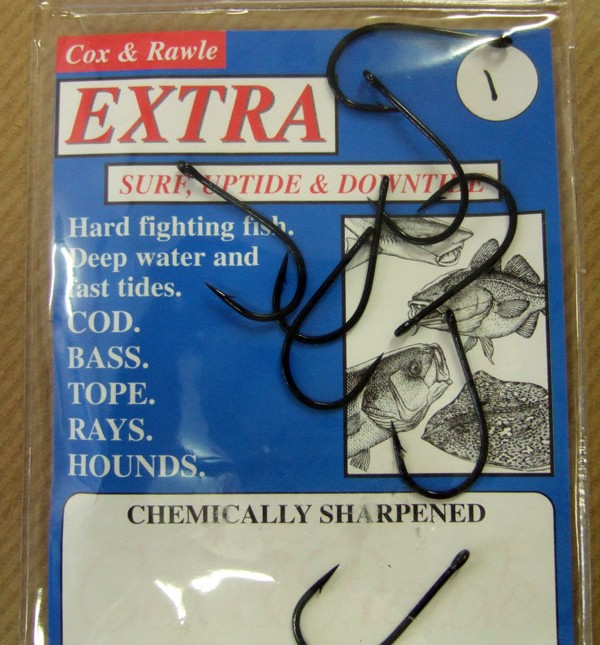 Cox & Rawle
EXTRA
1
SURF, UPTIDE & DOWNTIDE
Hard fighting fish.
Deep water and
fast tides.
COD.
BASS.
TOPE.
RAYS.
HOUNDS.
CHEMICALLY SHARPENED